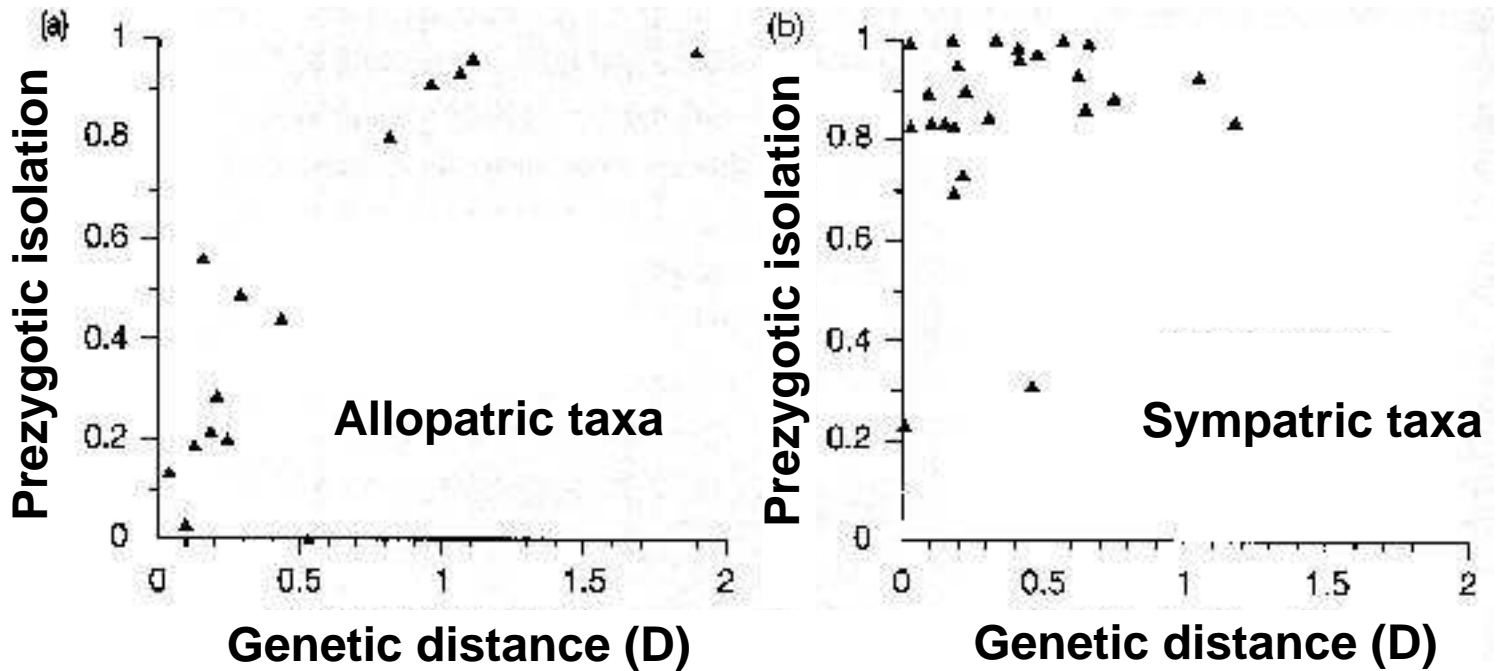 (a)
Prezygotic isolation
1
0.8
0.6
0.4
0.2
0
0
0.5
1
1.5
2
Allopatric taxa
Genetic distance (D)
(b)
Prezygotic isolation
1
0.8
0.6
0.4
0.2
0
0
0.5
1
1.5
2
Sympatric taxa
Genetic distance (D)